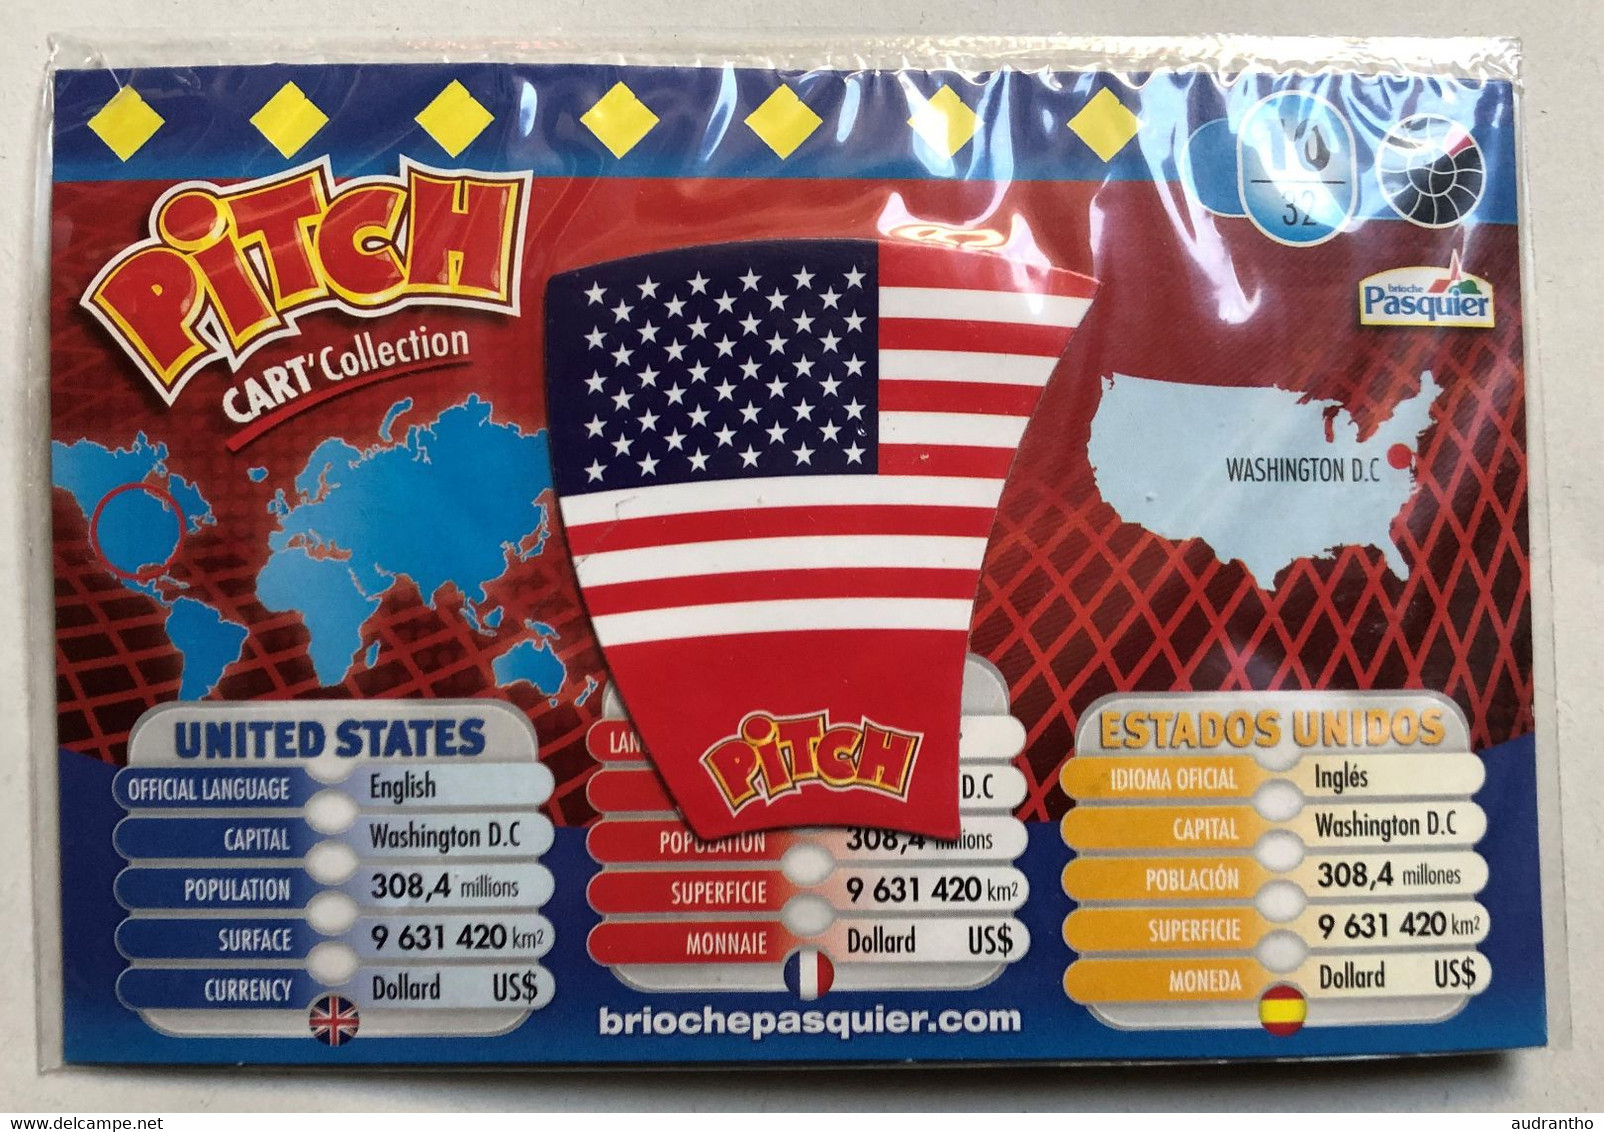 PiTCH
CART'Collection
32
brioche
Pasquier
WASHINGTON D.C
PiTCH
UNITED STATES
OFFICIAL LANGUAGE English
CAPITAL Washington D.C
POPULATION 308,4 millions
SURFACE 9 631 420 km²
CURRENCY Dollard US$
LAN
D.C
POPULATION 308,4 millions
SUPERFICIE 9 631 420 km²
MONNAIE Dollard US$
ESTADOS UNIDOS
IDIOMA OFICIAL Inglés
CAPITAL Washington D.C
POBLACIÓN 308,4 millones
SUPERFICIE 9 631 420 km²
MONEDA Dollard US$
briochepasquier.com
delcampe.net
audrantho